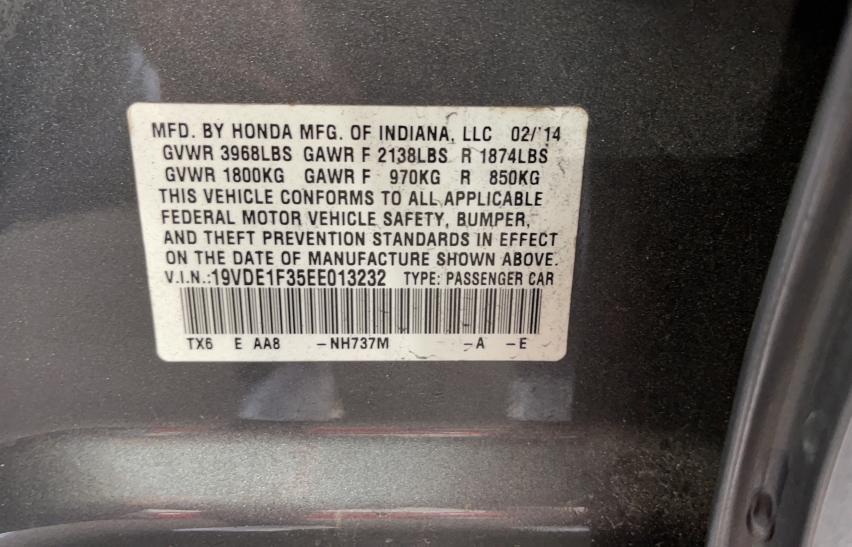 MFD. BY HONDA MFG. OF INDIANA, LLC 02/'14
GVWR 3968LBS GAWR F 2138LBS R 1874LBS
GVWR 1800KG GAWR F 970KG R 850KG
THIS VEHICLE CONFORMS TO ALL APPLICABLE
FEDERAL MOTOR VEHICLE SAFETY, BUMPER,
AND THEFT PREVENTION STANDARDS IN EFFECT
ON THE DATE OF MANUFACTURE SHOWN ABOVE.
V.I.N.:19VDE1F35EE013232 TYPE: PASSENGER CAR
TX6 E AA8 -NH737M -A -E